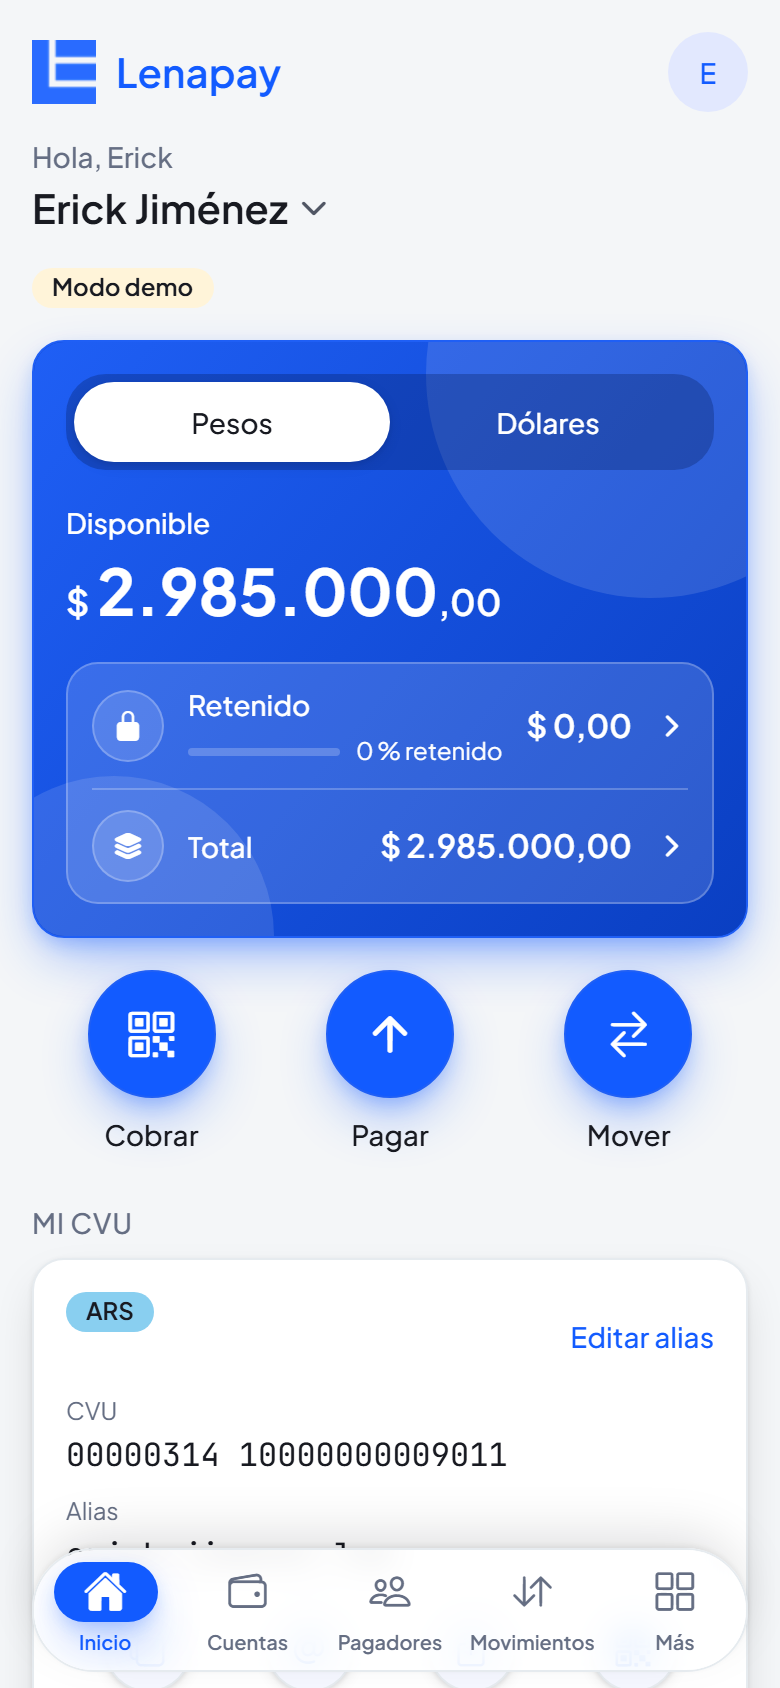 Lenapay
E
Hola, Erick
Erick Jiménez
Modo demo
Pesos
Dólares
Disponible
$ 2.985.000,00
Retenido
0 % retenido
$ 0,00
Total
$ 2.985.000,00
Cobrar
Pagar
Mover
MI CVU
ARS
Editar alias
CVU
00000314 10000000009011
Alias
Inicio
Cuentas
Pagadores
Movimientos
Más